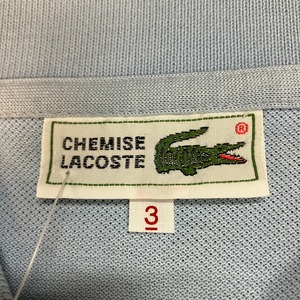 CHEMISE
LACOSTE
®
3